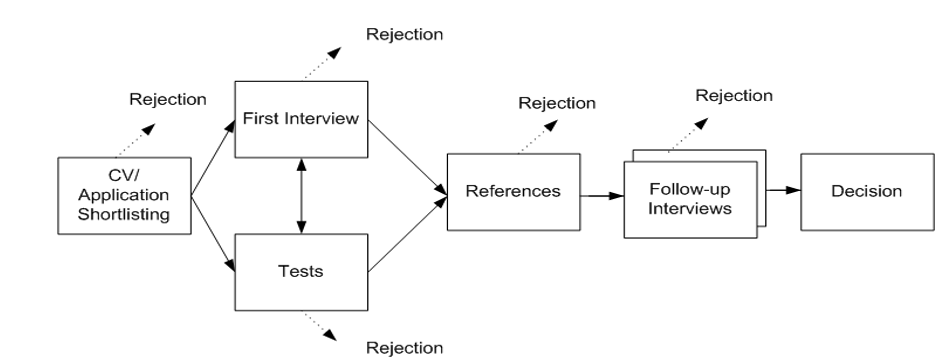 Rejection
Rejection
First Interview
Rejection
Rejection
CV/
Application
Shortlisting
References
Follow-up
Interviews
Decision
Tests
Rejection